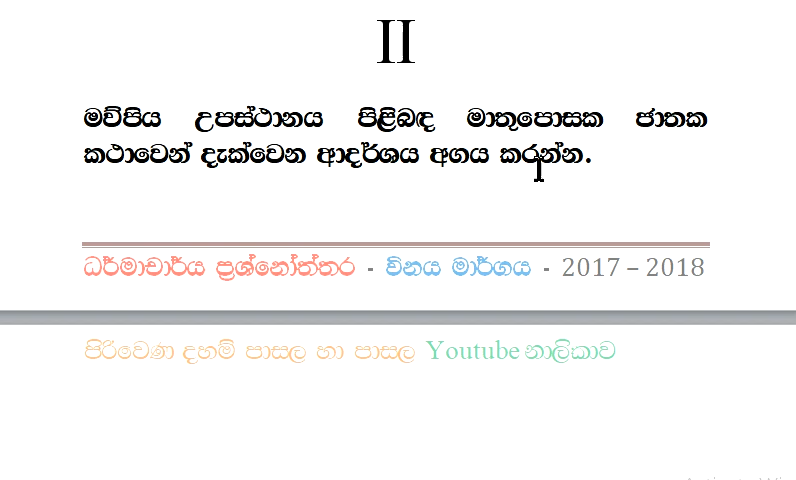 II
මව්පිය උපස්ථානය පිළිබඳ මාතුපොසක ජාතක
කථාවෙන් දැක්වෙන ආදර්ශය අගය කරන්න.
ධර්මාචාර්ය ප්‍රශ්නෝත්තර - විනය මාර්ගය - 2017 – 2018
පිරිවෙණ දහම් පාසල හා පාසල Youtube නාලිකාව